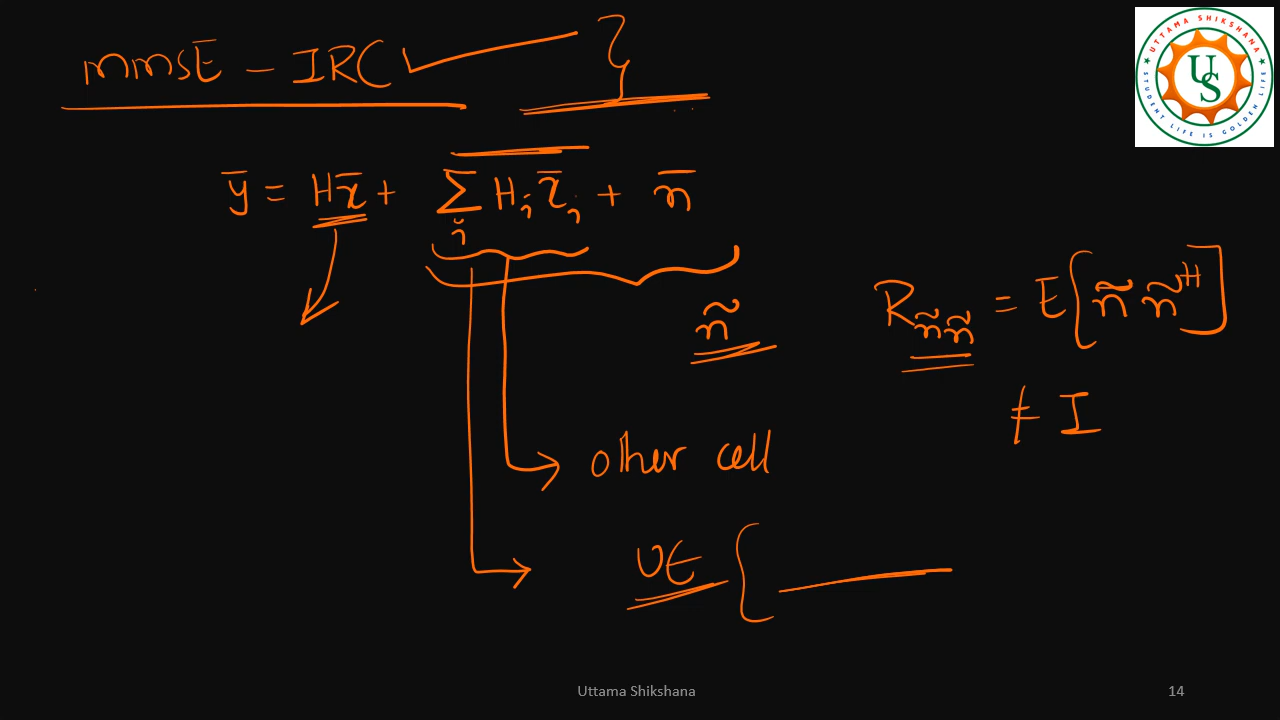 MMSE - IRC
UTTAMA SHIKSHANA
US
STUDENT LIFE IS GOLDEN LIFE
ȳ = Hx̄ + ∑ᵢ Hᵢx̄ᵢ + n̄
ñ
R_ññ = E[ñ ñᴴ]
≠ I
other cell
UE
Uttama Shikshana
14